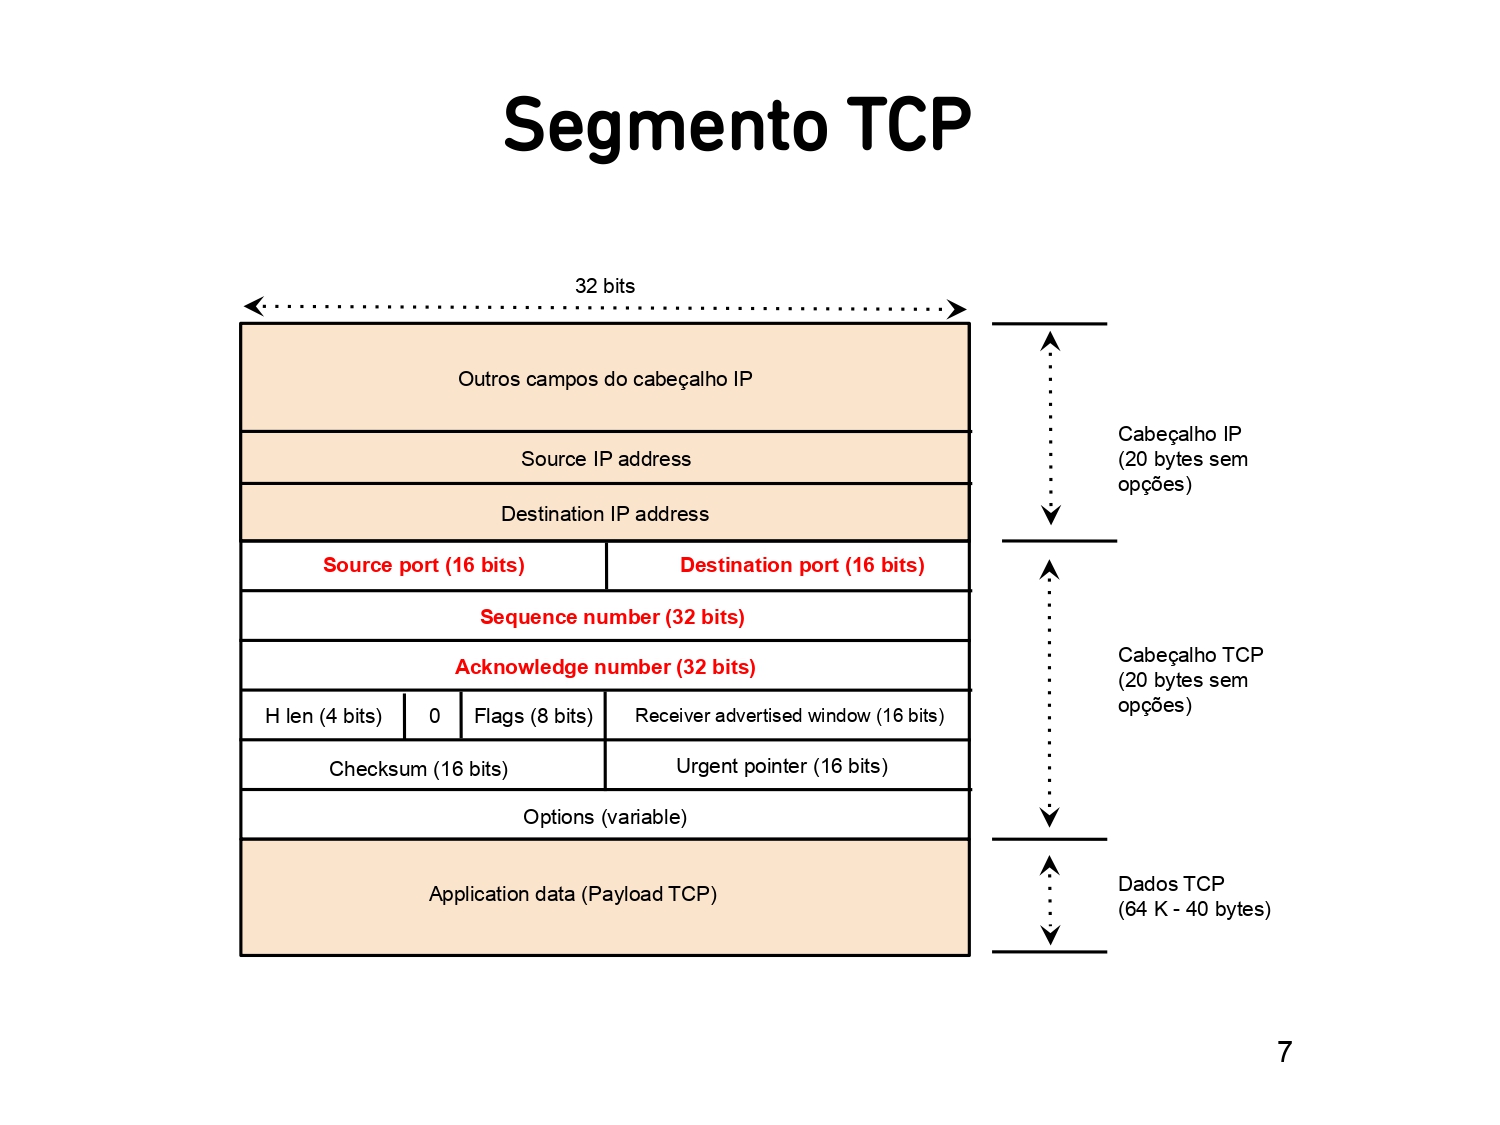 Segmento TCP
32 bits
Outros campos do cabeçalho IP
Source IP address
Destination IP address
Cabeçalho IP
(20 bytes sem
opções)
Source port (16 bits)
Destination port (16 bits)
Sequence number (32 bits)
Acknowledge number (32 bits)
H len (4 bits)
0
Flags (8 bits)
Receiver advertised window (16 bits)
Checksum (16 bits)
Urgent pointer (16 bits)
Options (variable)
Cabeçalho TCP
(20 bytes sem
opções)
Application data (Payload TCP)
Dados TCP
(64 K - 40 bytes)
7